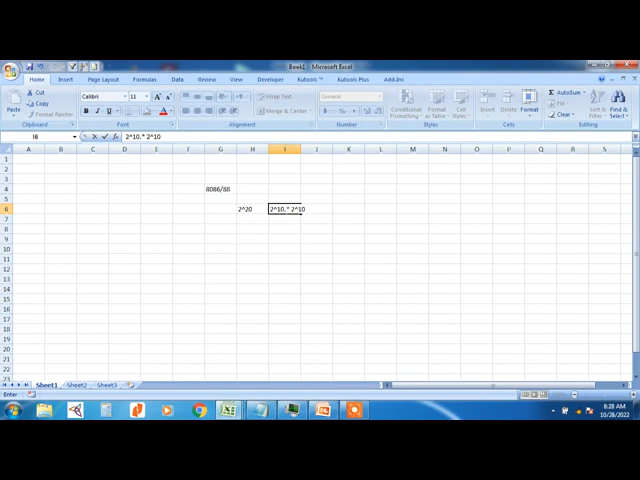 Book1 - Microsoft Excel
Home Insert Page Layout Formulas Data Review View Developer Kutools ™ Kutools Plus Add-Ins
Cut
Copy
Format Painter
Paste
Clipboard
Calibri 11
B I U
Font
Wrap Text
Merge & Center
Alignment
General
Number
Conditional Formatting
Format as Table
Cell Styles
Styles
Insert Delete Format
Cells
AutoSum
Fill
Clear
Sort & Filter
Find & Select
Editing
I6 2^10.* 2^10
A B C D E F G H I J K L M N O P Q R S
1
2
3
4 8086/88
5
6 2^20 2^10.* 2^10
7
8
9
10
11
12
13
14
15
16
17
18
19
20
21
22
23
Sheet1 Sheet2 Sheet3
Enter
8:28 AM
10/28/2022